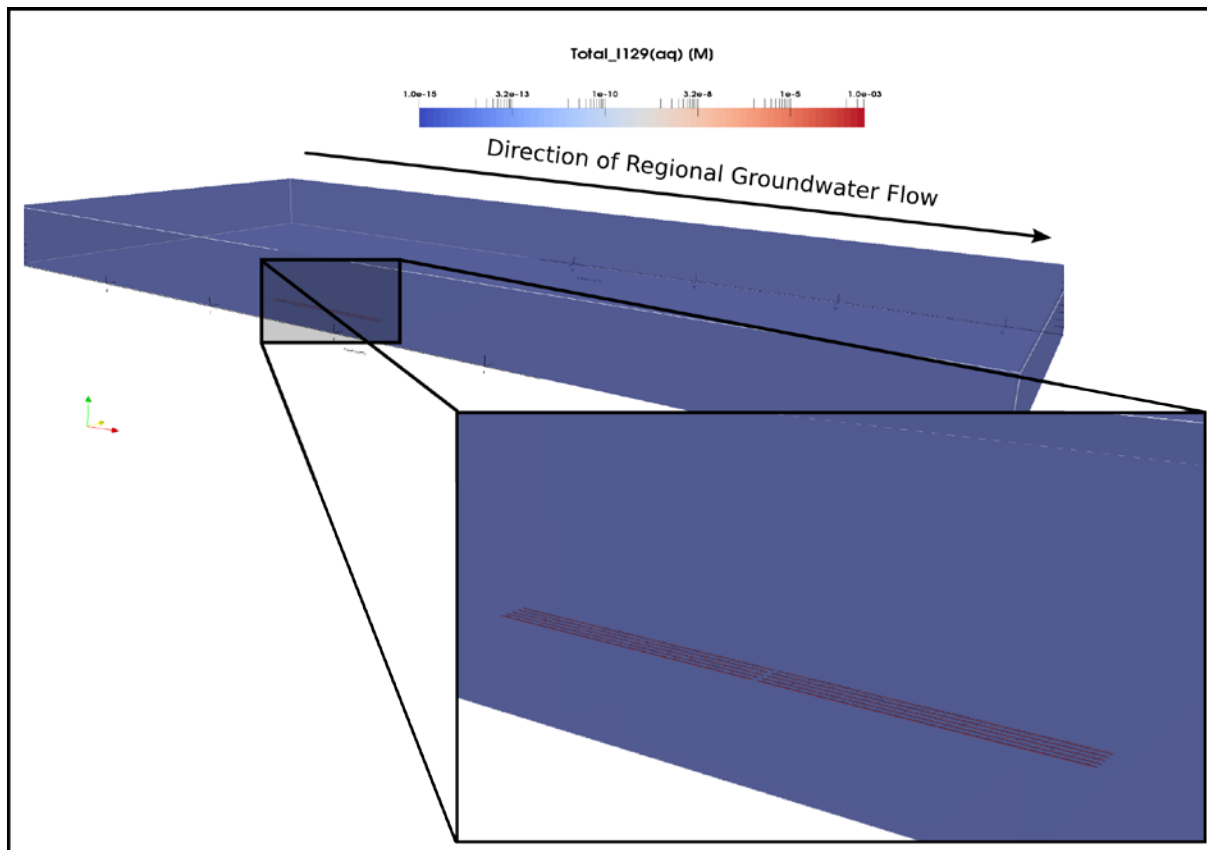 Total_I129(aq) [M]
1.0e-15 3.2e-13 1e-10 3.2e-8 1e-5 1.0e-03
Direction of Regional Groundwater Flow